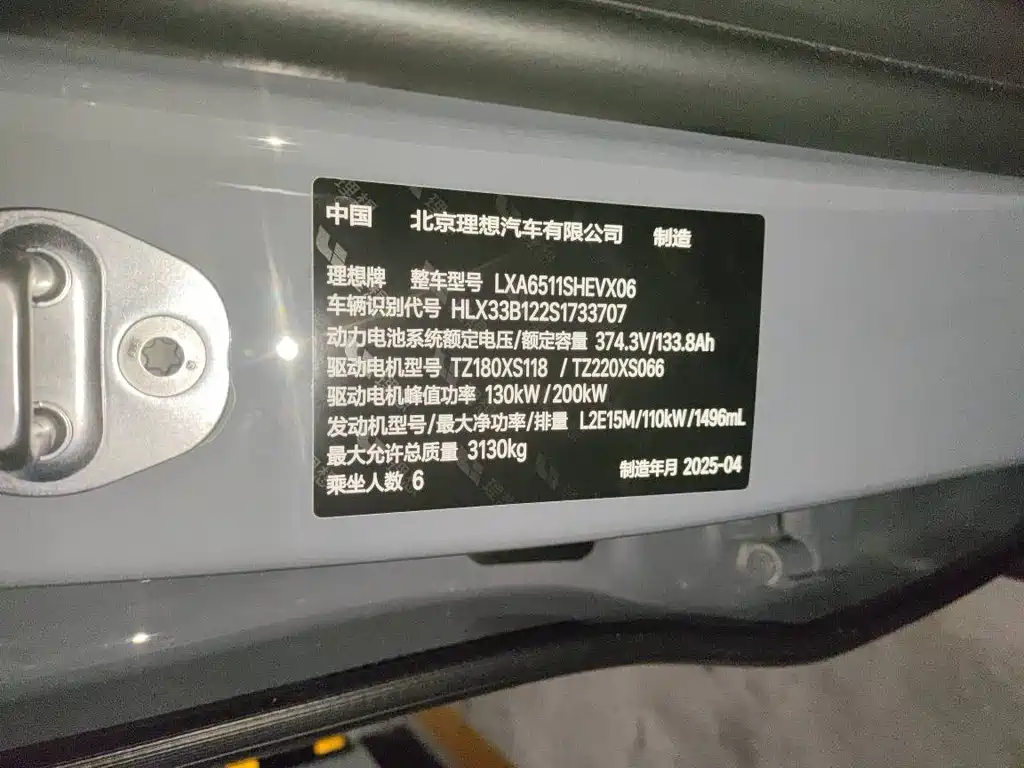 中国 北京理想汽车有限公司 制造
理想牌 整车型号 LXA6511SHEVX06
车辆识别代号 HLX33B122S1733707
动力电池系统额定电压/额定容量 374.3V/133.8Ah
驱动电机型号 TZ180XS118 / TZ220XS066
驱动电机峰值功率 130kW / 200kW
发动机型号/最大净功率/排量 L2E15M/110kW/1496mL
最大允许总质量 3130kg
乘坐人数 6 制造年月 2025-04